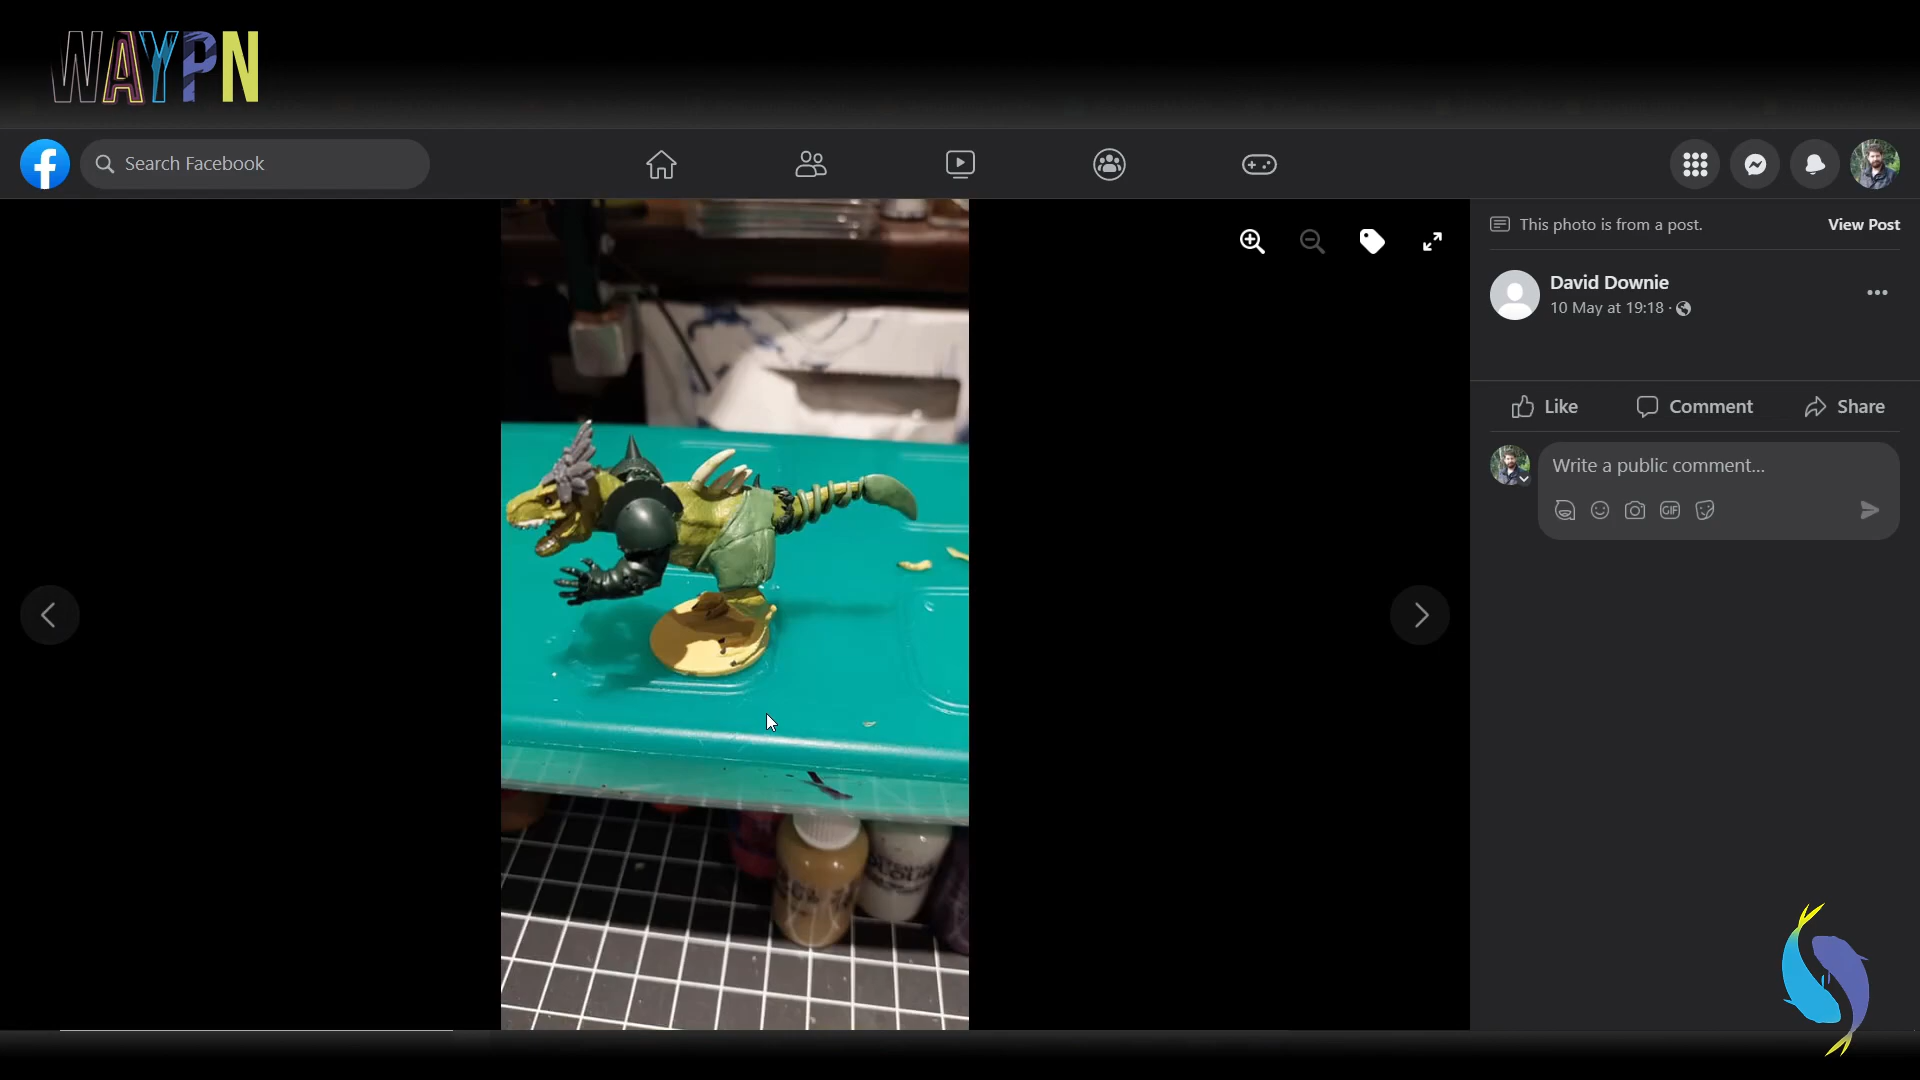 WAYPN
Search Facebook
This photo is from a post.
View Post
David Downie
10 May at 19:18 ·
Like
Comment
Share
Write a public comment...
GIF